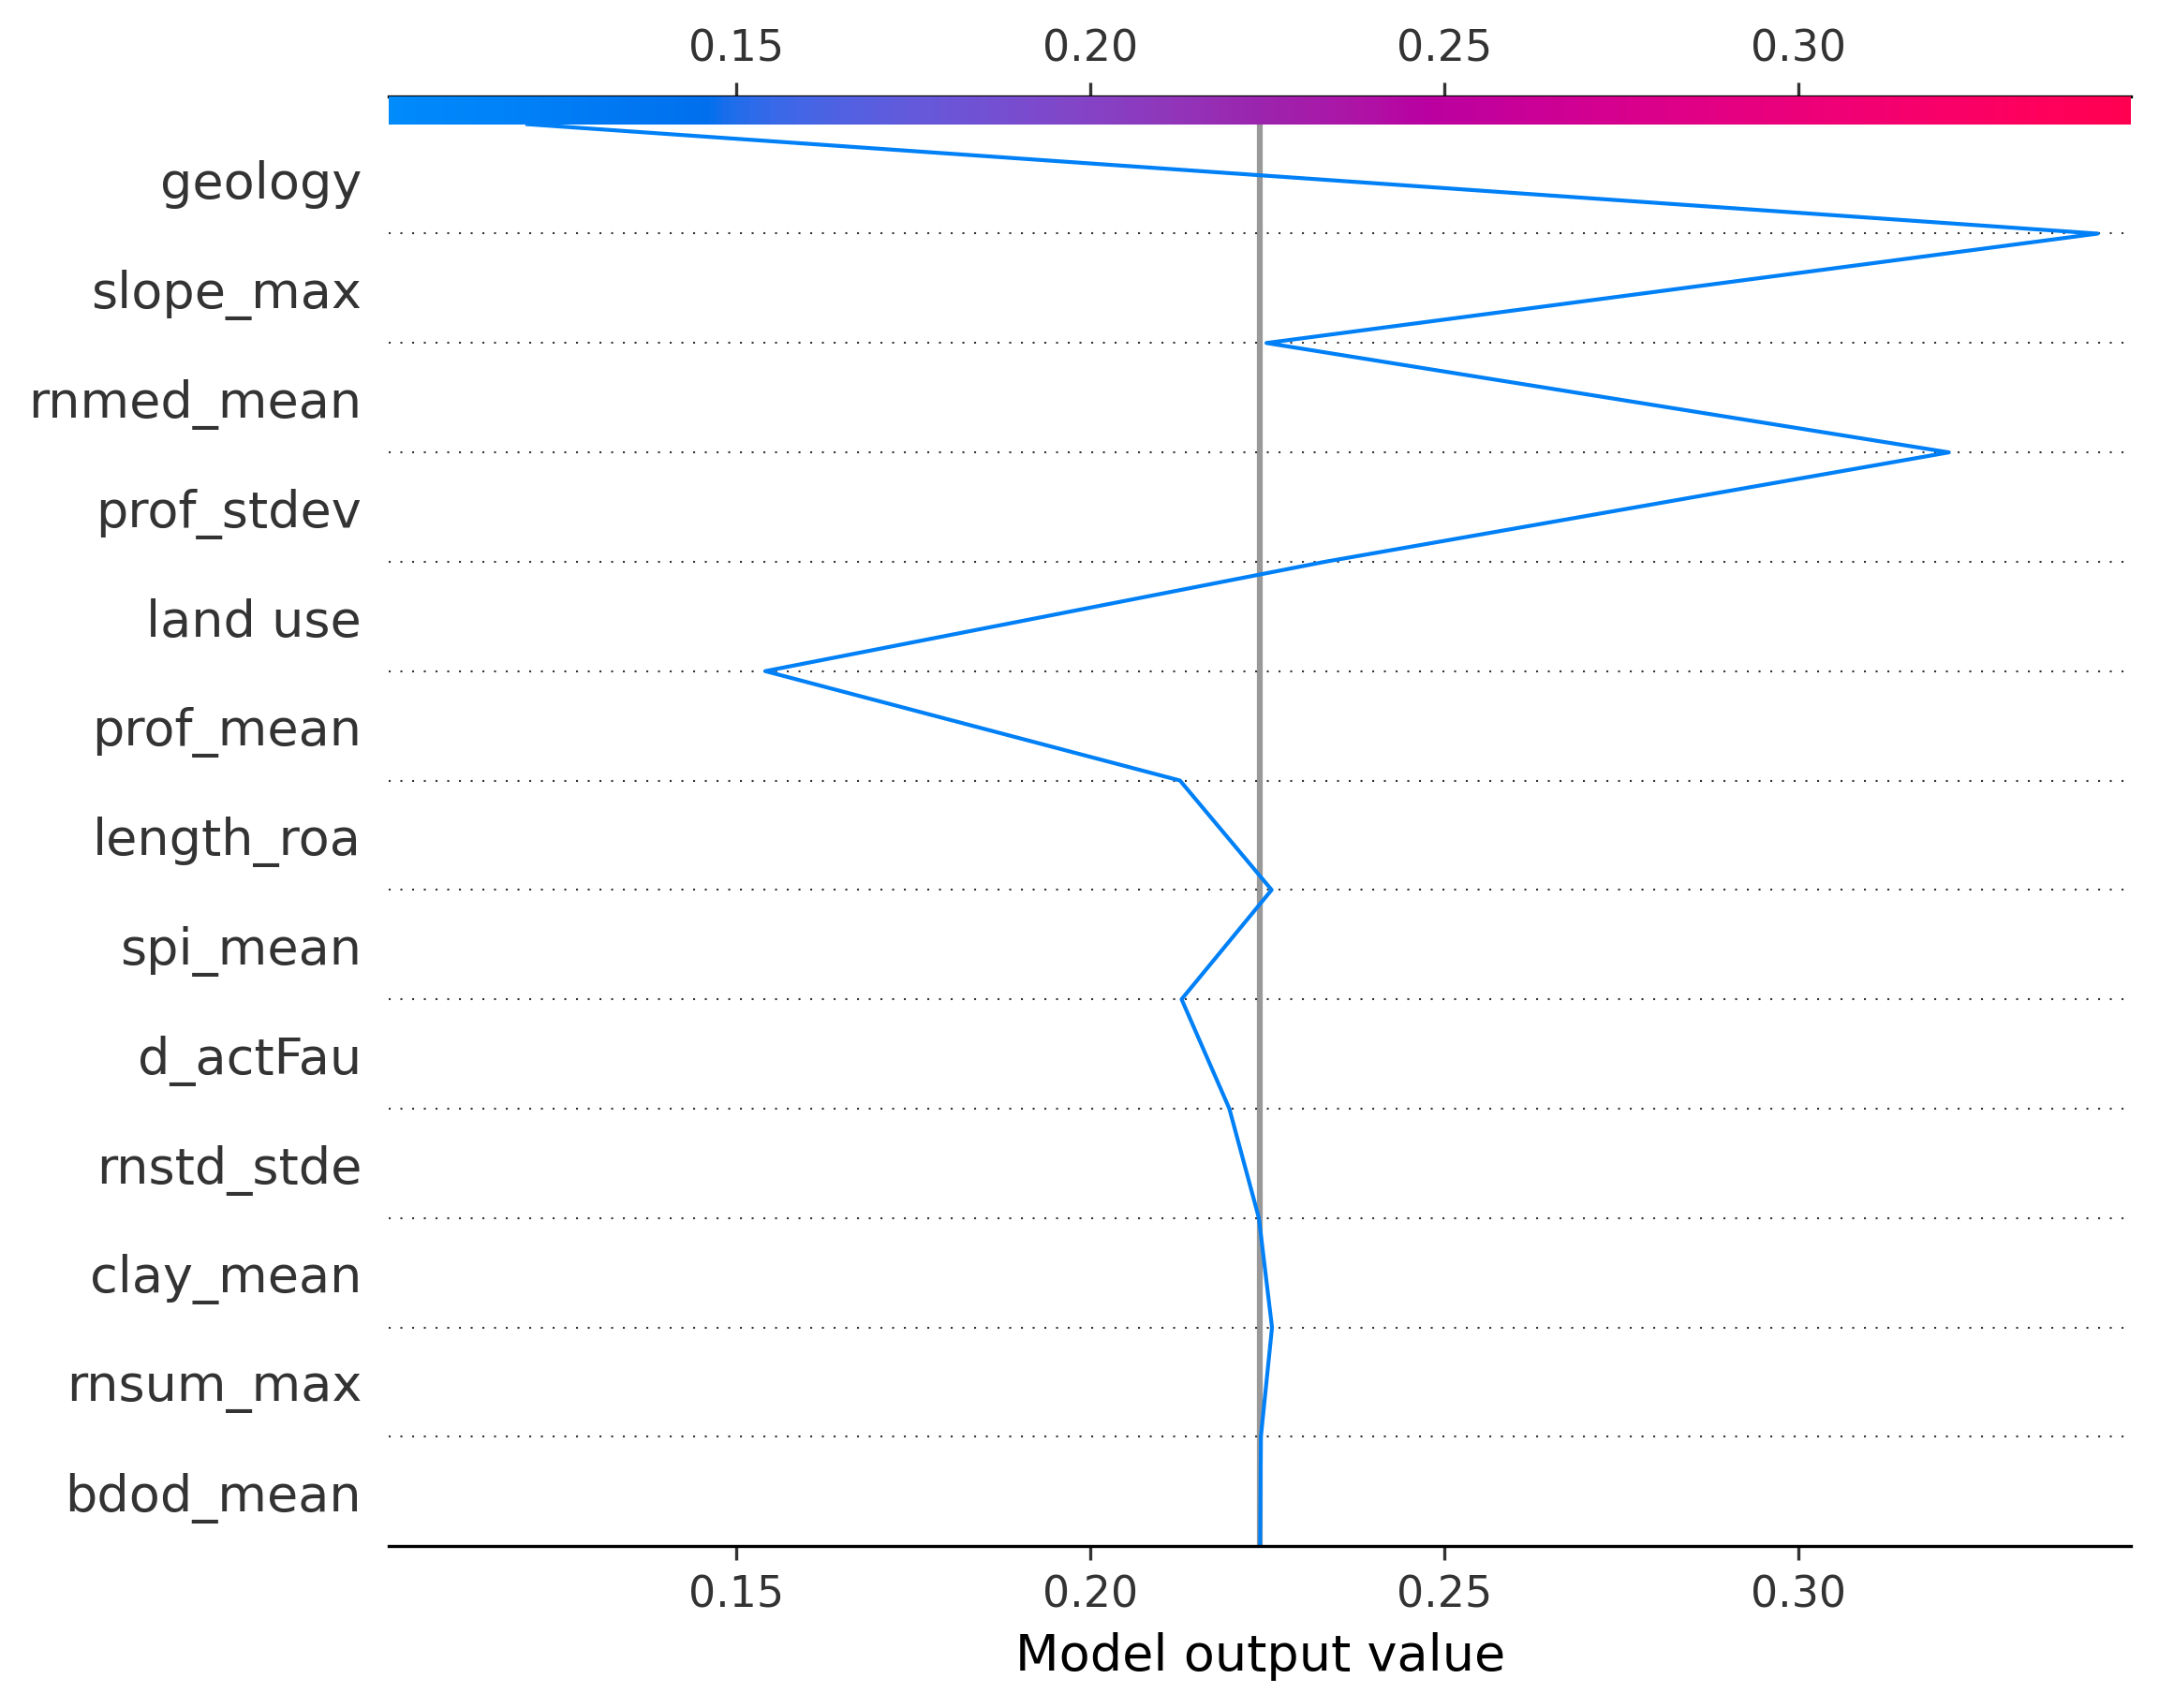 0.15 0.20 0.25 0.30
geology
slope_max
rnmed_mean
prof_stdev
land use
prof_mean
length_roa
spi_mean
d_actFau
rnstd_stde
clay_mean
rnsum_max
bdod_mean
0.15 0.20 0.25 0.30
Model output value